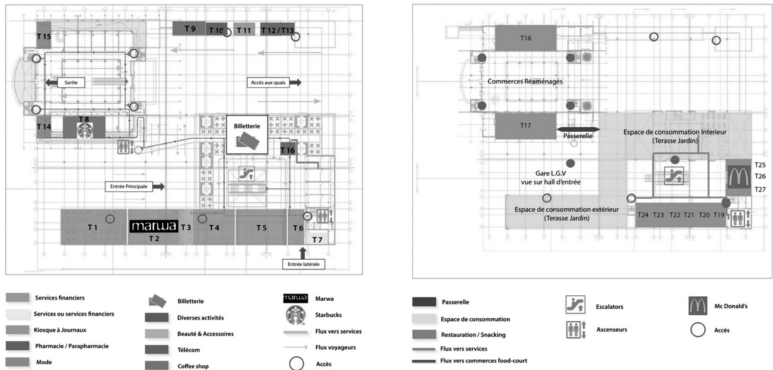 T 15
T 9
T 10
T 11
T 12 / T13
Sortie
Accès aux quais
T 14
T 8
Billetterie
T 16
Entrée Principale
T 1
marwa
T 2
T 3
T 4
T 5
T 6
T 7
Entrée latérale
Services financiers
Services ou services financiers
Kiosque à Journaux
Pharmacie / Parapharmacie
Mode
Billetterie
Diverses activités
Beauté & Accessoires
Télécom
Coffee shop
marwa
Marwa
Starbucks
Flux vers services
Flux voyageurs
Accès
T18
Commerces Réaménagés
T17
Passerelle
Espace de consommation Interieur
(Terasse Jardin)
Gare L.G.V
vue sur hall d'entrée
T25
T26
T27
Espace de consommation extérieur
(Terasse Jardin)
T24
T23
T22
T21
T20
T19
Passerelle
Espace de consommation
Restauration / Snacking
Flux vers services
Flux vers commerces food-court
Escalators
Ascenseurs
Mc Donald's
Accès